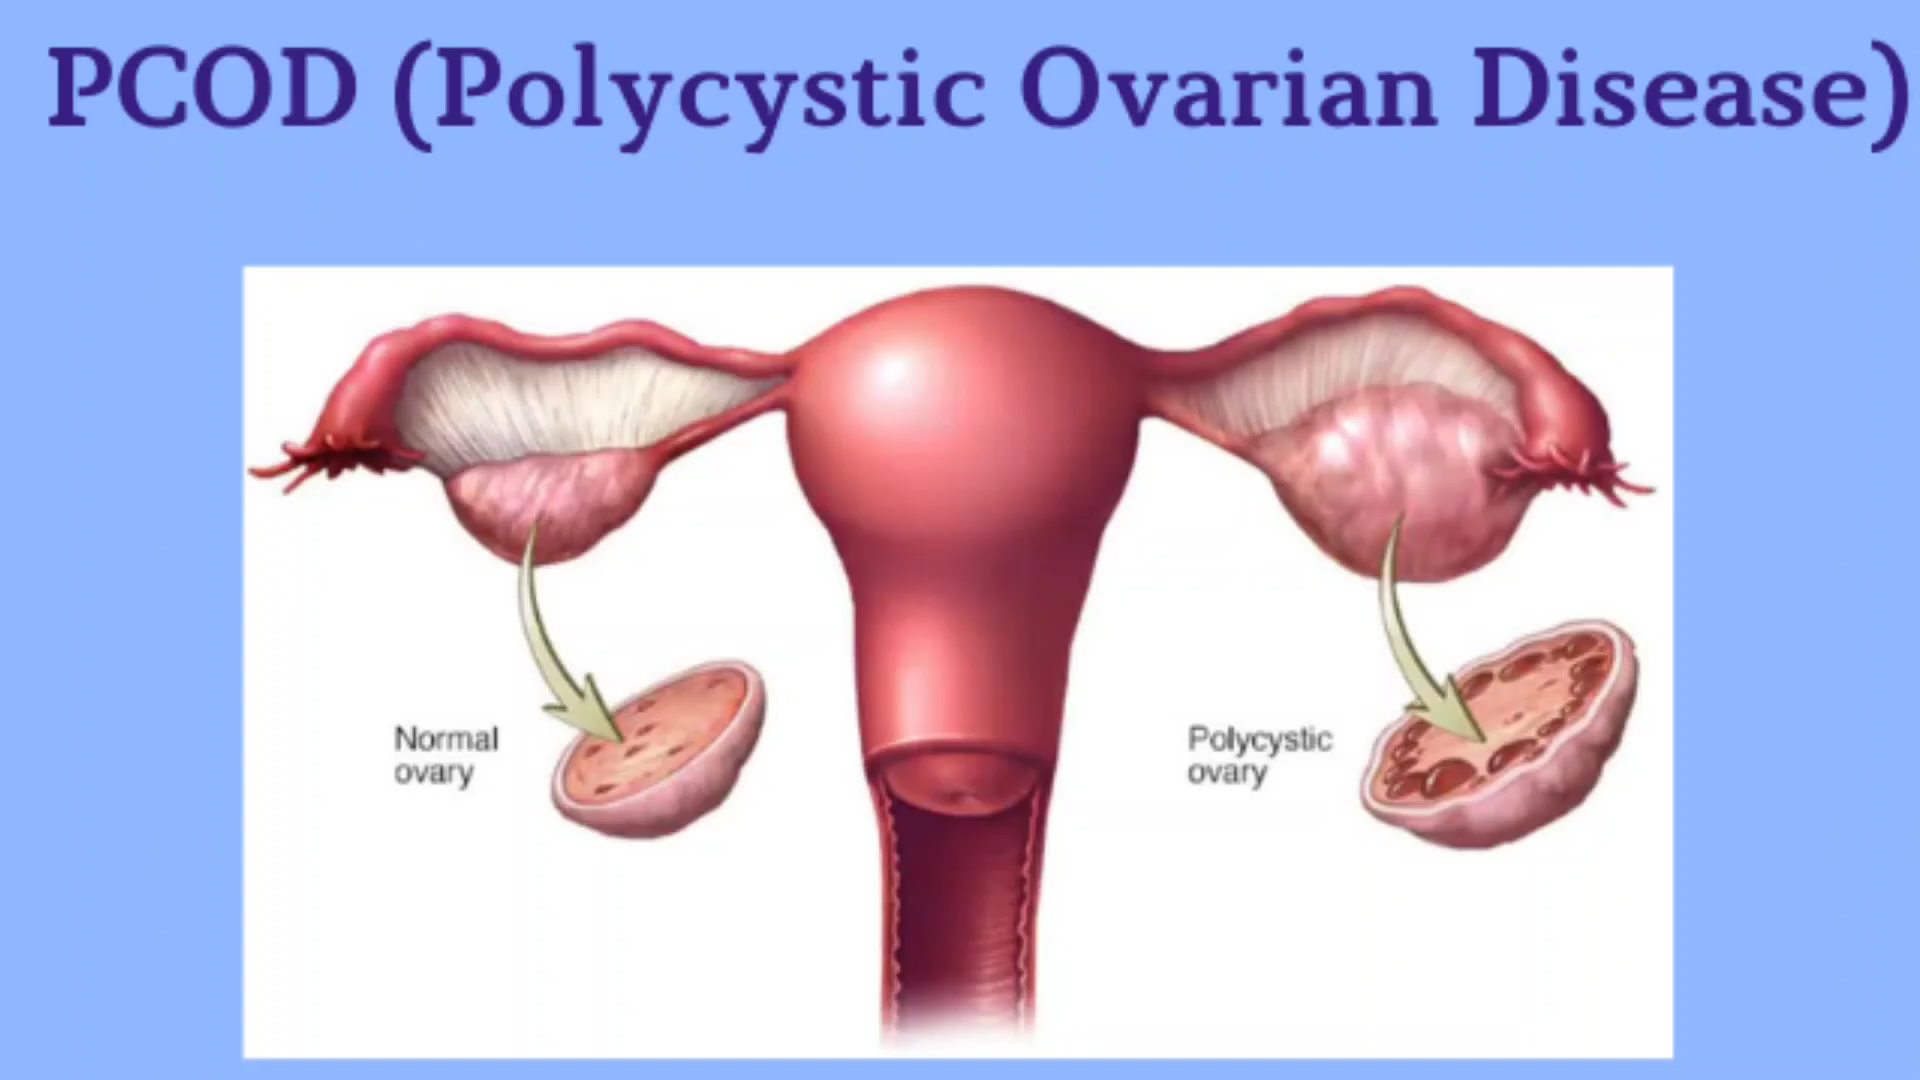 PCOD (Polycystic Ovarian Disease)
Normal
ovary
Polycystic
ovary